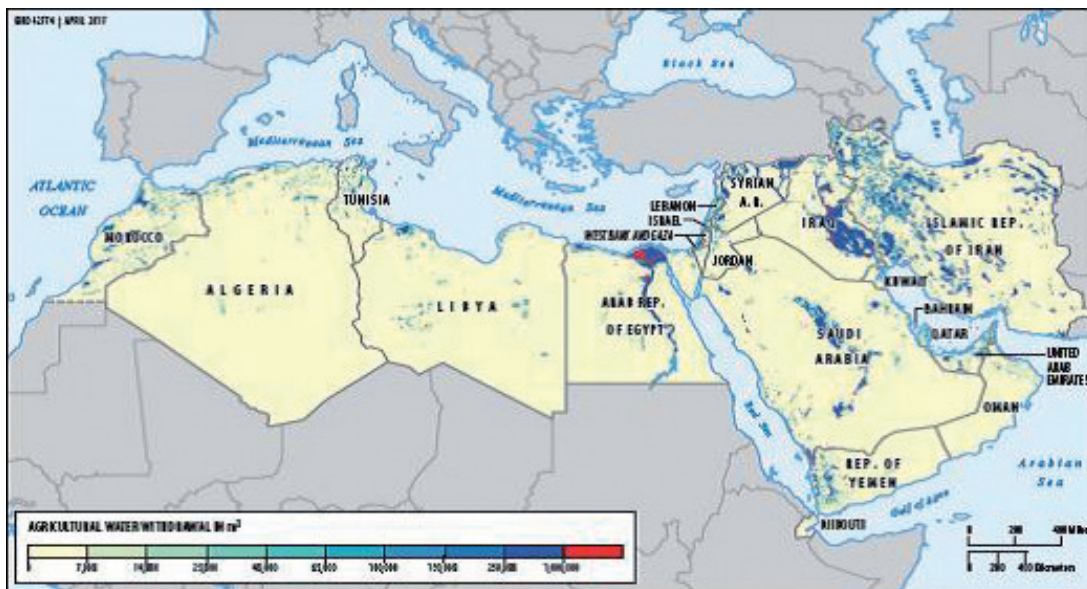 IBRD 42774 | APRIL 2017
Black Sea
Caspian Sea
Mediterranean Sea
ATLANTIC
OCEAN
Mediterranean Sea
TUNISIA
LEBANON
SYRIAN
A.R.
ISRAEL
WEST BANK AND GAZA
IRAQ
ISLAMIC REP.
OF IRAN
MOROCCO
JORDAN
ALGERIA
LIBYA
ARAB REP.
OF EGYPT
KUWAIT
BAHRAIN
QATAR
SAUDI
ARABIA
UNITED
ARAB
EMIRATES
OMAN
Red Sea
REP. OF
YEMEN
Arabian
Sea
Gulf of Aden
DJIBOUTI
AGRICULTURAL WATER WITHDRAWAL IN m³
0 7,000 14,000 25,000 40,000 65,000 100,000 150,000 250,000 1,000,000
0 200 400 Miles
0 200 400 Kilometers